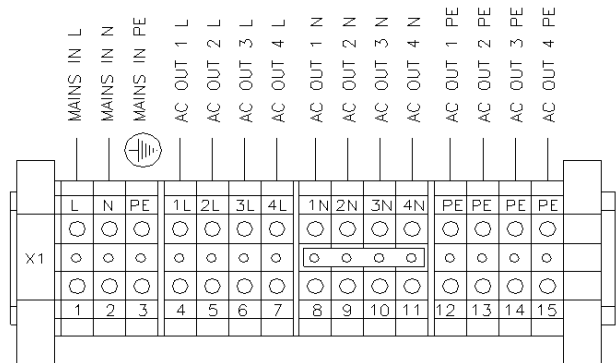 MAINS IN L
MAINS IN N
MAINS IN PE
AC OUT 1 L
AC OUT 2 L
AC OUT 3 L
AC OUT 4 L
AC OUT 1 N
AC OUT 2 N
AC OUT 3 N
AC OUT 4 N
AC OUT 1 PE
AC OUT 2 PE
AC OUT 3 PE
AC OUT 4 PE
L N PE 1L 2L 3L 4L 1N 2N 3N 4N PE PE PE PE
X1
1 2 3 4 5 6 7 8 9 10 11 12 13 14 15